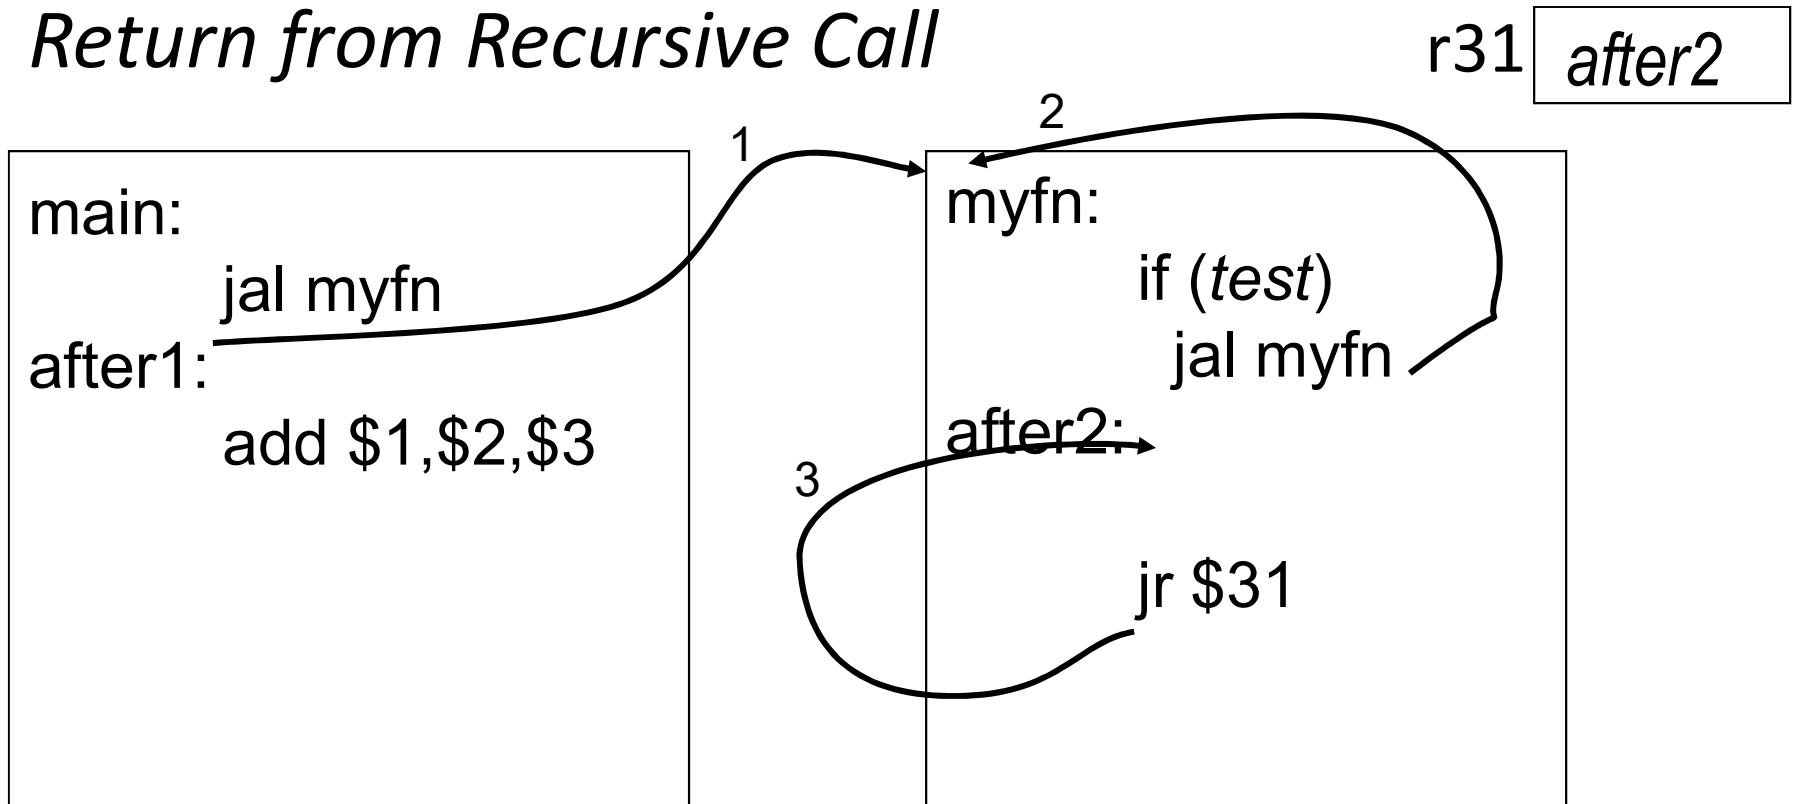 Return from Recursive Call
r31 after2
1
2
main:
jal myfn
after1:
add $1,$2,$3
myfn:
if (test)
jal myfn
after2:
3
jr $31